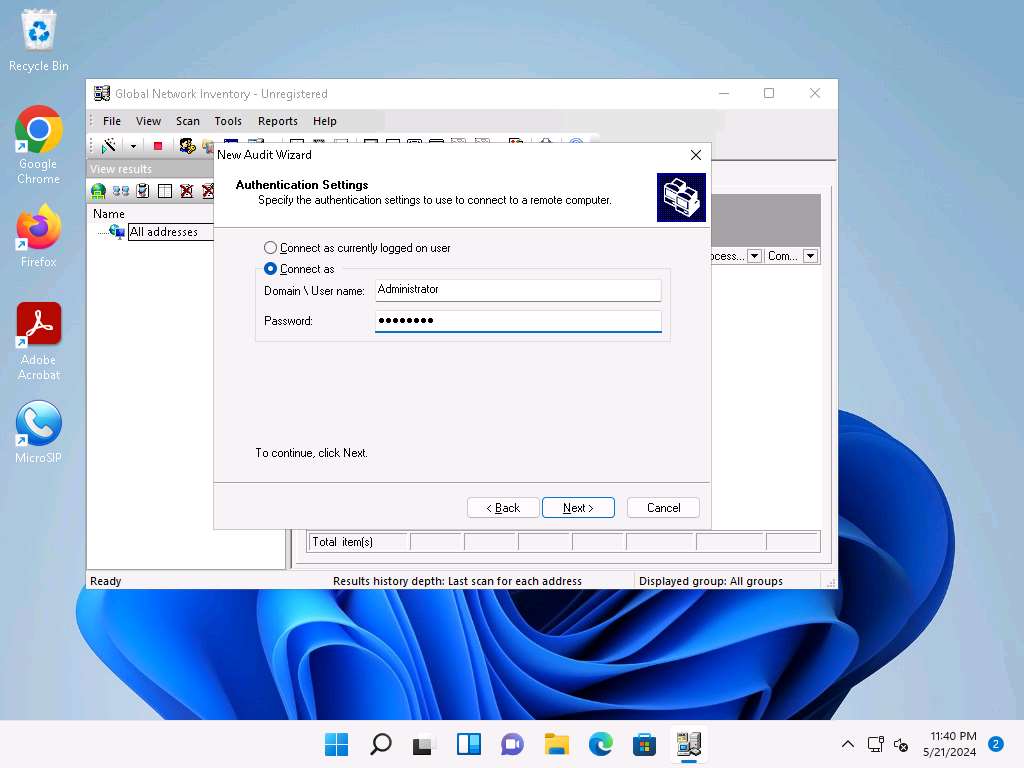 Recycle Bin
Google
Chrome
Firefox
Adobe
Acrobat
MicroSIP
Global Network Inventory - Unregistered
File View Scan Tools Reports Help
View results
Name
All addresses
New Audit Wizard
Authentication Settings
Specify the authentication settings to use to connect to a remote computer.
Connect as currently logged on user
Connect as
Domain \ User name: Administrator
Password: ●●●●●●●●
To continue, click Next.
< Back Next > Cancel
ocess... Com...
Total item(s)
Ready Results history depth: Last scan for each address Displayed group: All groups
11:40 PM
5/21/2024
2